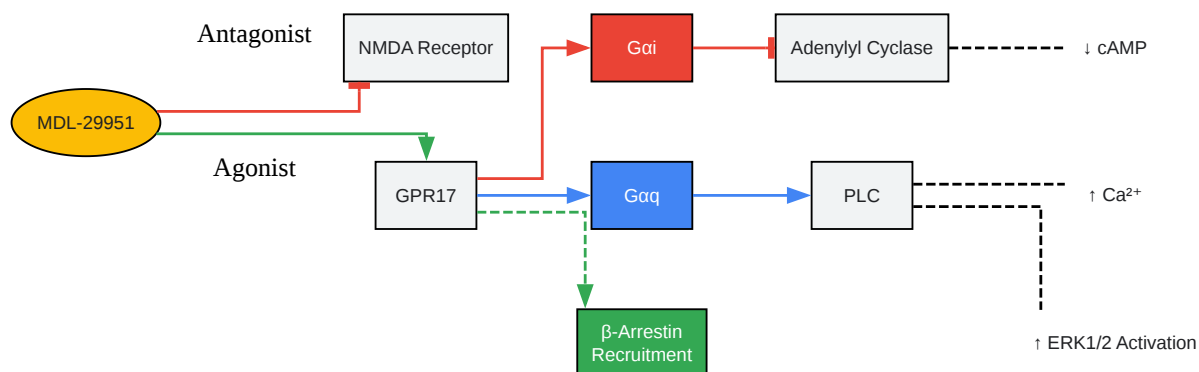 Antagonist
NMDA Receptor
Gαi
Adenylyl Cyclase
↓ cAMP
MDL-29951
Agonist
GPR17
Gαq
PLC
↑ Ca²⁺
β-Arrestin
Recruitment
↑ ERK1/2 Activation